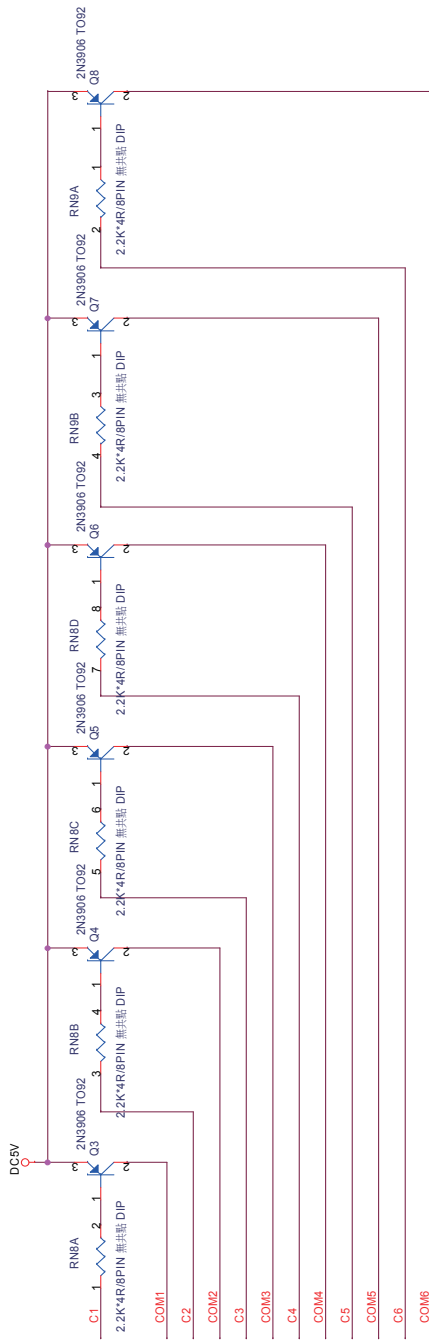 DC5V
2N3906 TO92
Q3
3
2
1
RN8A
1
2
2.2K*4R/8PIN 無共點 DIP
2N3906 TO92
Q4
3
2
1
RN8B
3
4
2.2K*4R/8PIN 無共點 DIP
2N3906 TO92
Q5
3
2
1
RN8C
5
6
2.2K*4R/8PIN 無共點 DIP
2N3906 TO92
Q6
3
2
1
RN8D
7
8
2.2K*4R/8PIN 無共點 DIP
2N3906 TO92
Q7
3
2
1
RN9B
4
3
2.2K*4R/8PIN 無共點 DIP
2N3906 TO92
Q8
3
2
1
RN9A
2
1
2.2K*4R/8PIN 無共點 DIP
C1
COM1
C2
COM2
C3
COM3
C4
COM4
C5
COM5
C6
COM6